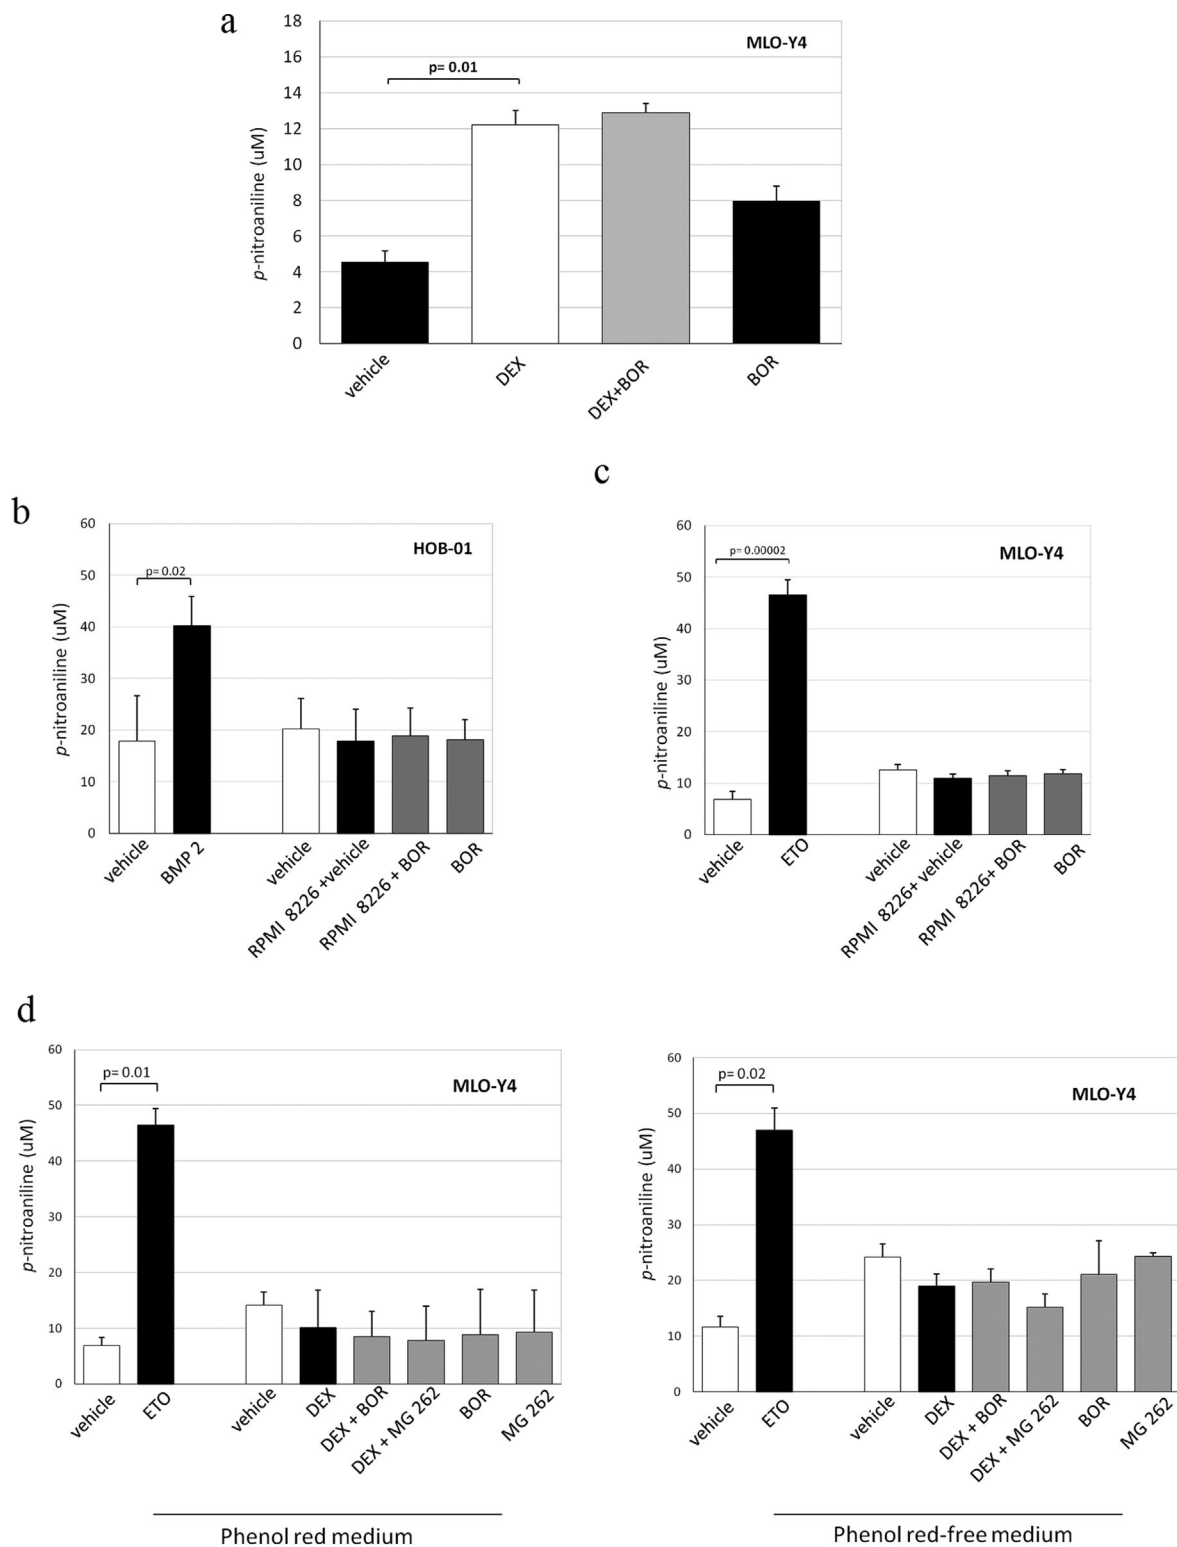 a
MLO-Y4
p= 0.01
p-nitroaniline (uM)
18
16
14
12
10
8
6
4
2
0
vehicle
DEX
DEX+BOR
BOR
b
HOB-01
p= 0.02
p-nitroaniline (uM)
60
50
40
30
20
10
0
vehicle
BMP 2
vehicle
RPMI 8226 +vehicle
RPMI 8226 + BOR
BOR
c
MLO-Y4
p= 0.00002
p-nitroaniline (uM)
60
50
40
30
20
10
0
vehicle
ETO
vehicle
RPMI 8226+ vehicle
RPMI 8226+ BOR
BOR
d
MLO-Y4
p= 0.01
p-nitroaniline (uM)
60
50
40
30
20
10
0
vehicle
ETO
vehicle
DEX
DEX + BOR
DEX + MG 262
BOR
MG 262
Phenol red medium
MLO-Y4
p= 0.02
p-nitroaniline (uM)
60
50
40
30
20
10
0
vehicle
ETO
vehicle
DEX
DEX + BOR
DEX + MG 262
BOR
MG 262
Phenol red-free medium